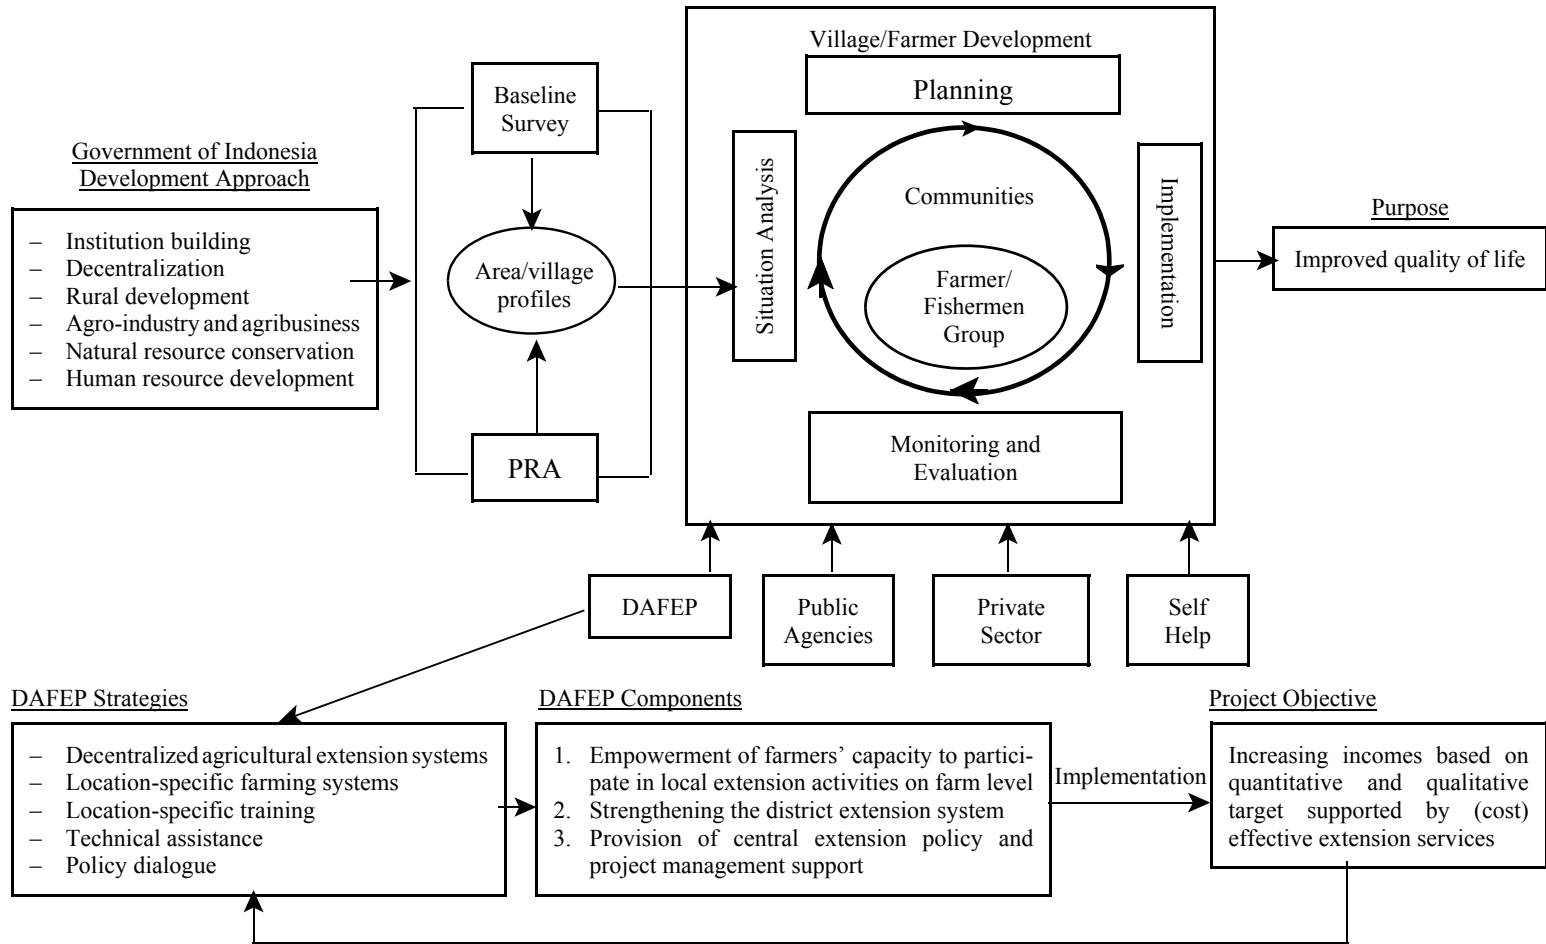 Village/Farmer Development
Planning
Baseline
Survey
Government of Indonesia
Development Approach
– Institution building
– Decentralization
– Rural development
– Agro-industry and agribusiness
– Natural resource conservation
– Human resource development
Area/village
profiles
PRA
Situation Analysis
Communities
Farmer/
Fishermen
Group
Implementation
Monitoring and
Evaluation
Purpose
Improved quality of life
DAFEP
Public
Agencies
Private
Sector
Self
Help
DAFEP Strategies
– Decentralized agricultural extension systems
– Location-specific farming systems
– Location-specific training
– Technical assistance
– Policy dialogue
DAFEP Components
1. Empowerment of farmers’ capacity to partici-
pate in local extension activities on farm level
2. Strengthening the district extension system
3. Provision of central extension policy and
project management support
Implementation
Project Objective
Increasing incomes based on
quantitative and qualitative
target supported by (cost)
effective extension services